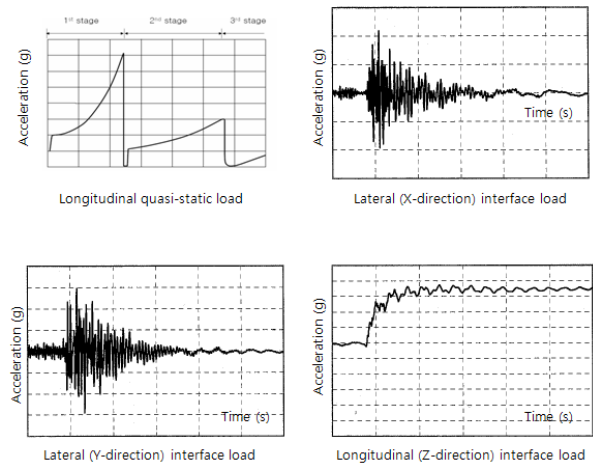 1st stage
2nd stage
3rd stage
Acceleration (g)
Longitudinal quasi-static load
Acceleration (g)
Time (s)
Lateral (X-direction) interface load
Acceleration (g)
Time (s)
Lateral (Y-direction) interface load
Acceleration (g)
Time (s)
Longitudinal (Z-direction) interface load